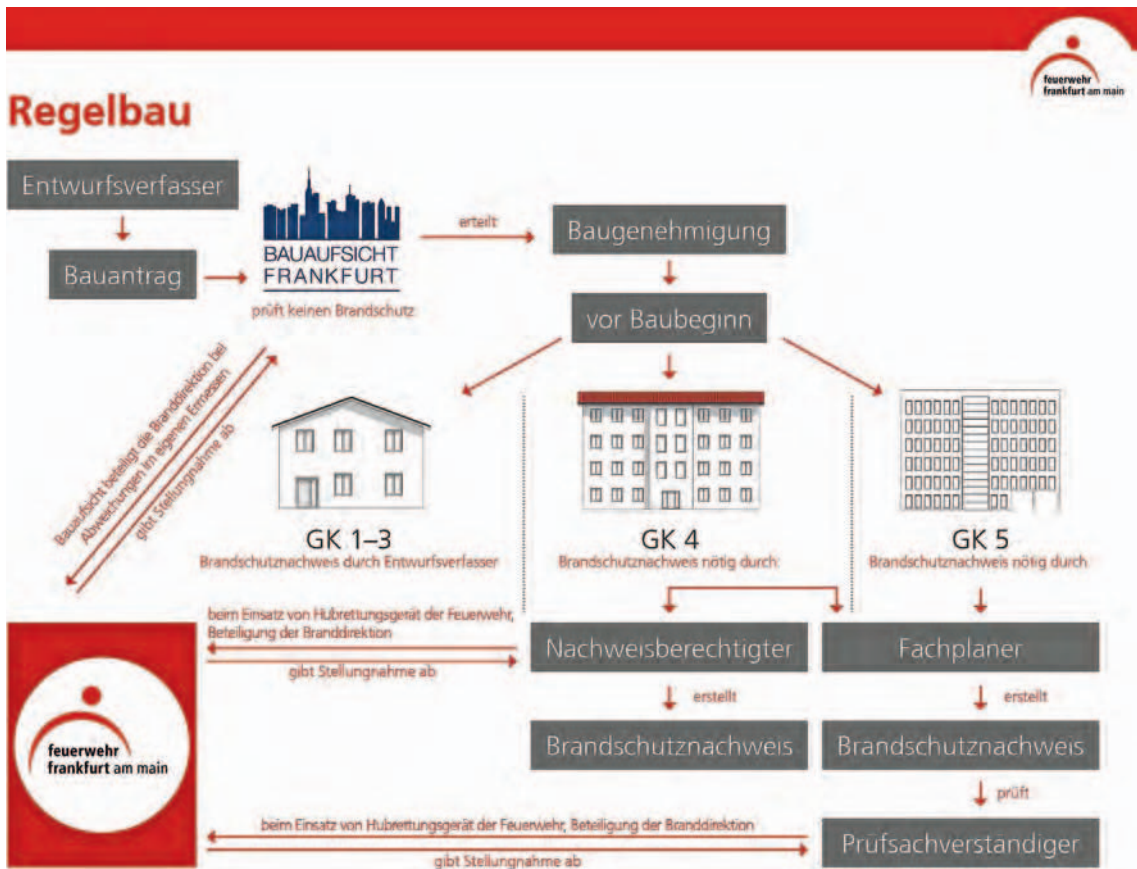 feuerwehr
frankfurt am main
Regelbau
Entwurfsverfasser
Bauantrag
BAUAUFSICHT
FRANKFURT
prüft keinen Brandschutz
erteilt
Baugenehmigung
vor Baubeginn
Bauaufsicht beteiligt die Branddirektion bei
Abweichungen im eigenen Ermessen
gibt Stellungnahme ab
GK 1–3
Brandschutznachweis durch Entwurfsverfasser
GK 4
Brandschutznachweis nötig durch:
GK 5
Brandschutznachweis nötig durch
beim Einsatz von Hubrettungsgerät der Feuerwehr,
Beteiligung der Branddirektion
gibt Stellungnahme ab
Nachweisberechtigter
Fachplaner
erstellt
erstellt
Brandschutznachweis
Brandschutznachweis
prüft
feuerwehr
frankfurt am main
beim Einsatz von Hubrettungsgerät der Feuerwehr, Beteiligung der Branddirektion
gibt Stellungnahme ab
Prüfsachverständiger